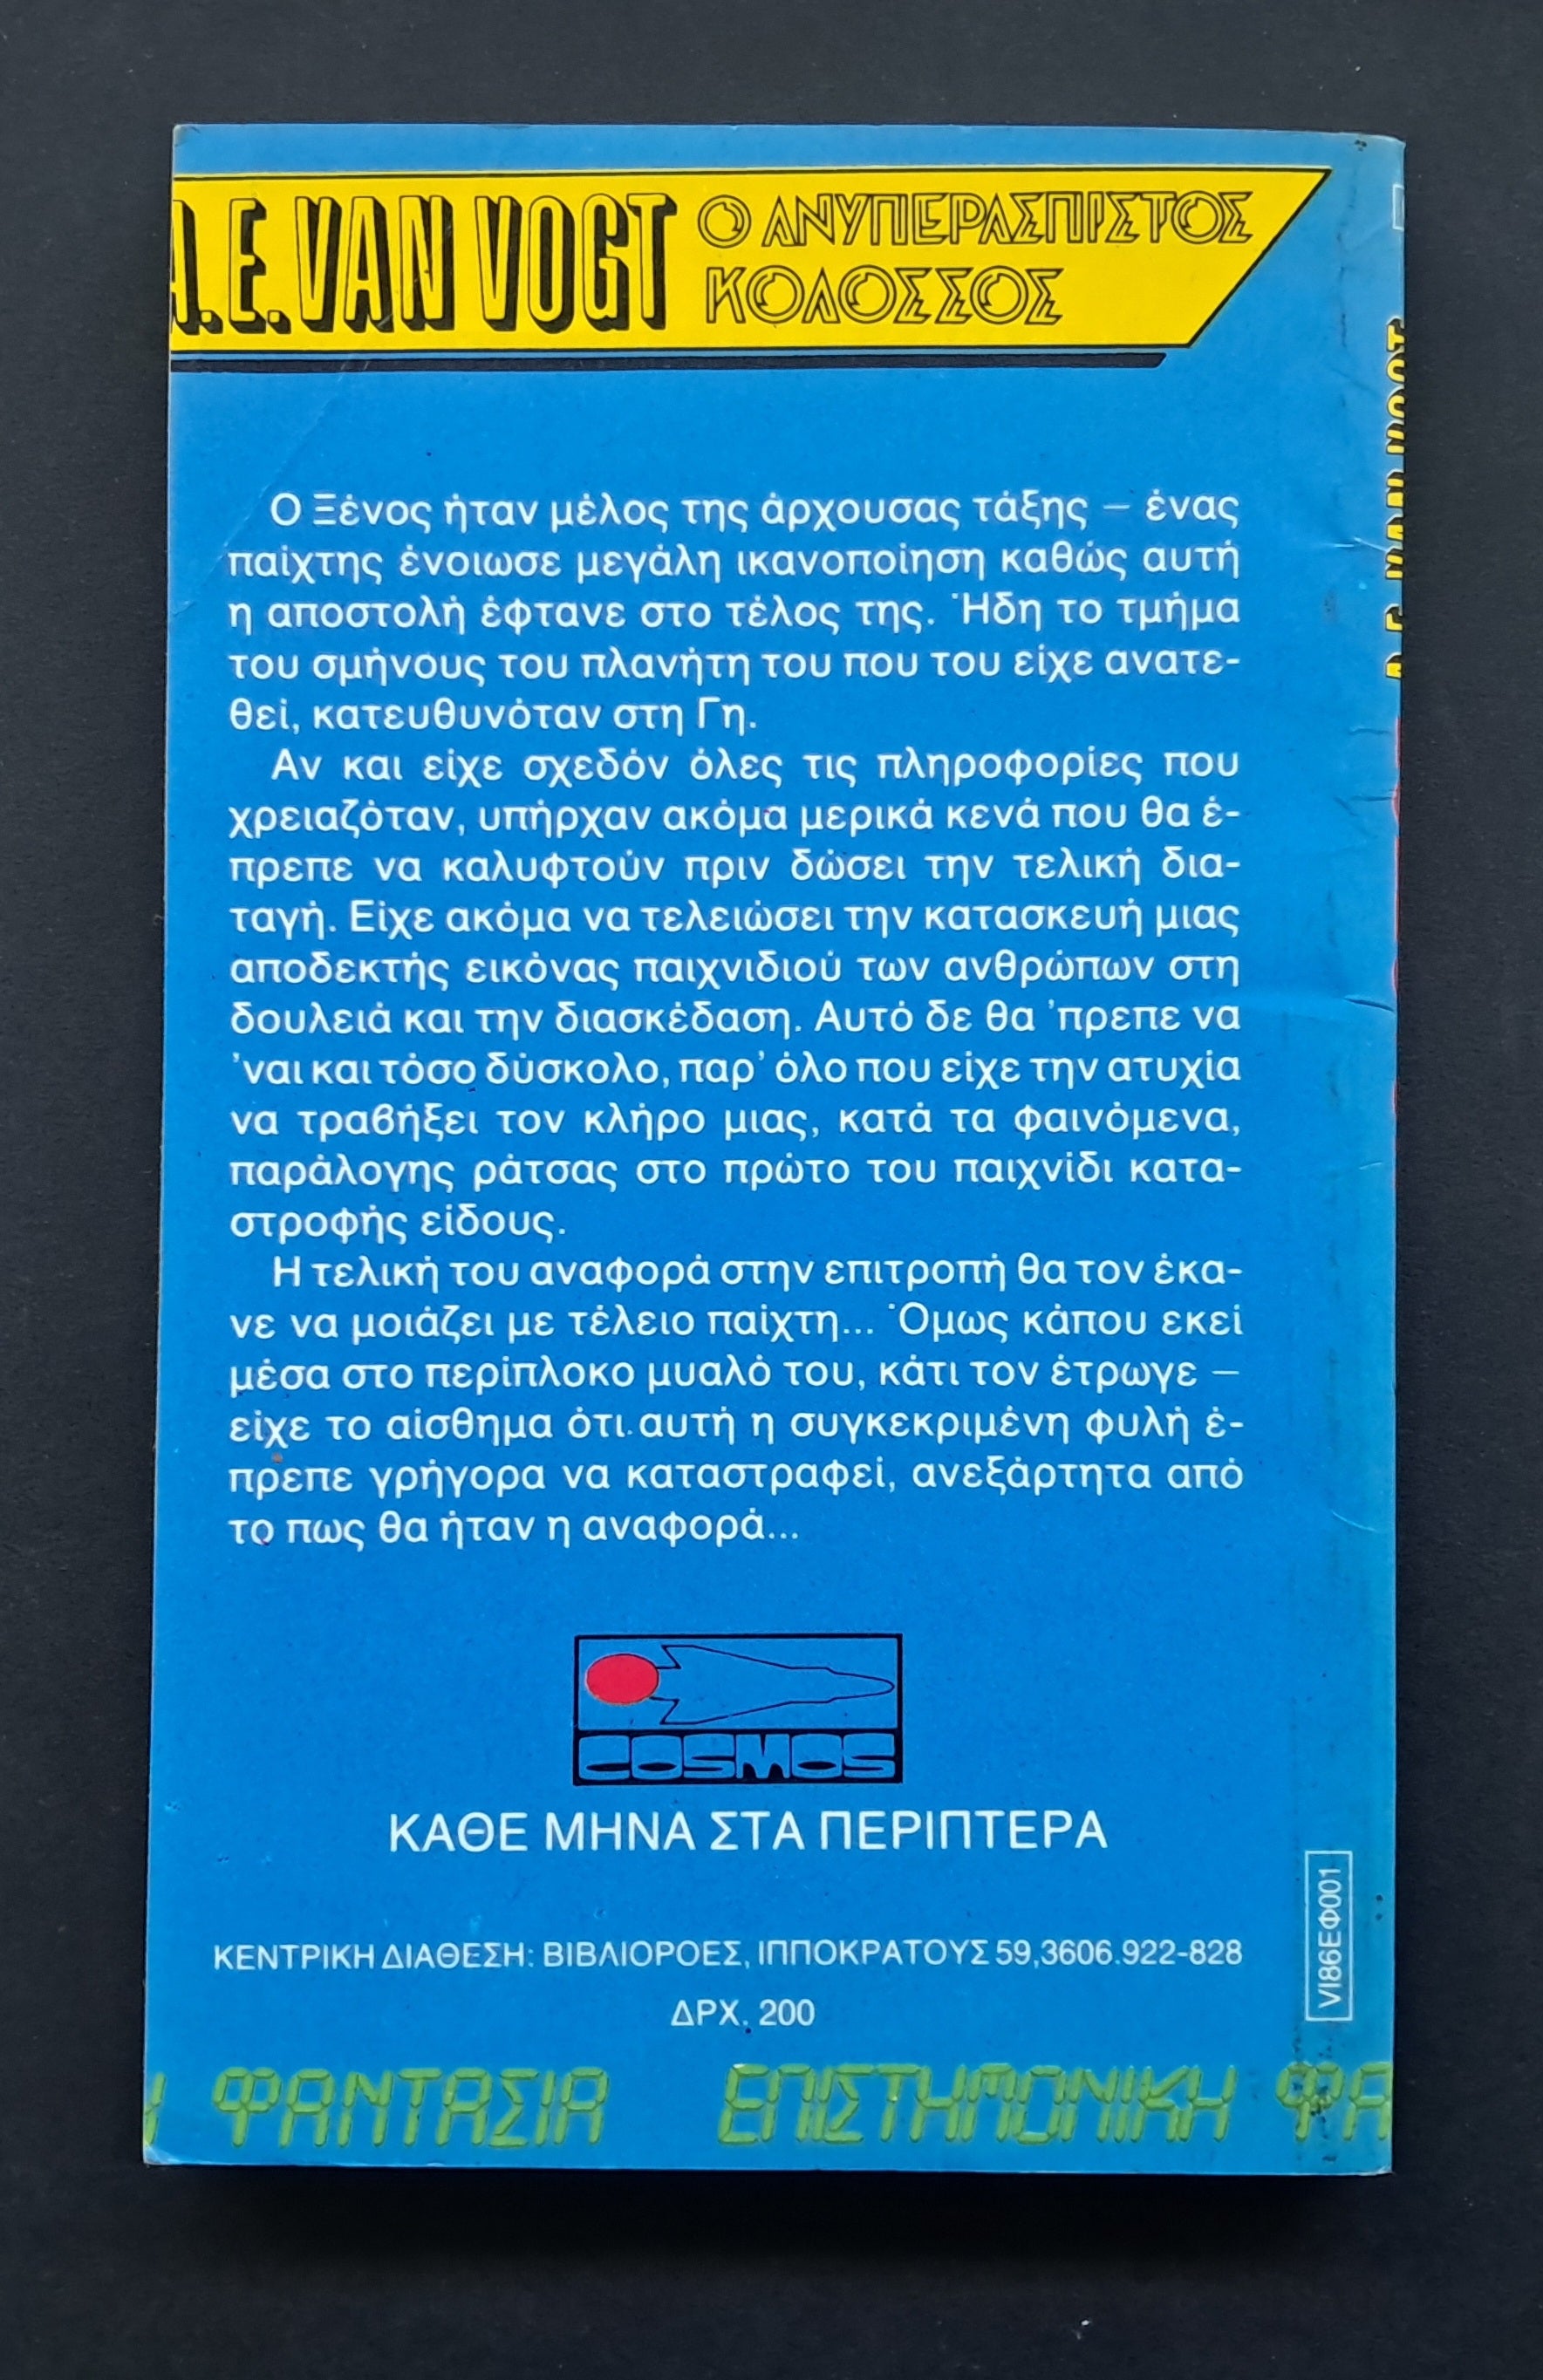 A. E. VAN VOGT Ο ΑΝΥΠΕΡΑΣΠΙΣΤΟΣ
ΚΟΛΟΣΣΟΣ
Ο Ξένος ήταν μέλος της άρχουσας τάξης – ένας
παίχτης ένοιωσε μεγάλη ικανοποίηση καθώς αυτή
η αποστολή έφτανε στο τέλος της. Ήδη το τμήμα
του σμήνους του πλανήτη του που του είχε ανατε-
θεί, κατευθυνόταν στη Γη.
Αν και είχε σχεδόν όλες τις πληροφορίες που
χρειαζόταν, υπήρχαν ακόμα μερικά κενά που θα έ-
πρεπε να καλυφτούν πριν δώσει την τελική δια-
ταγή. Είχε ακόμα να τελειώσει την κατασκευή μιας
αποδεκτής εικόνας παιχνιδιού των ανθρώπων στη
δουλειά και την διασκέδαση. Αυτό δε θα 'πρεπε να
'ναι και τόσο δύσκολο, παρ' όλο που είχε την ατυχία
να τραβήξει τον κλήρο μιας, κατά τα φαινόμενα,
παράλογης ράτσας στο πρώτο του παιχνίδι κατα-
στροφής είδους.
Η τελική του αναφορά στην επιτροπή θα τον έκα-
νε να μοιάζει με τέλειο παίχτη... Όμως κάπου εκεί
μέσα στο περίπλοκο μυαλό του, κάτι τον έτρωγε –
είχε το αίσθημα ότι αυτή η συγκεκριμένη φυλή έ-
πρεπε γρήγορα να καταστραφεί, ανεξάρτητα από
το πως θα ήταν η αναφορά...
COSMOS
ΚΑΘΕ ΜΗΝΑ ΣΤΑ ΠΕΡΙΠΤΕΡΑ
ΚΕΝΤΡΙΚΗ ΔΙΑΘΕΣΗ: ΒΙΒΛΙΟΡΟΕΣ, ΙΠΠΟΚΡΑΤΟΥΣ 59, 3606.922-828
ΔΡΧ. 200
VI86ΕΦ001
ΦΑΝΤΑΣΙΑ ΕΠΙΣΤΗΜΟΝΙΚΗ ΦΑ
A. E. VAN VOGT